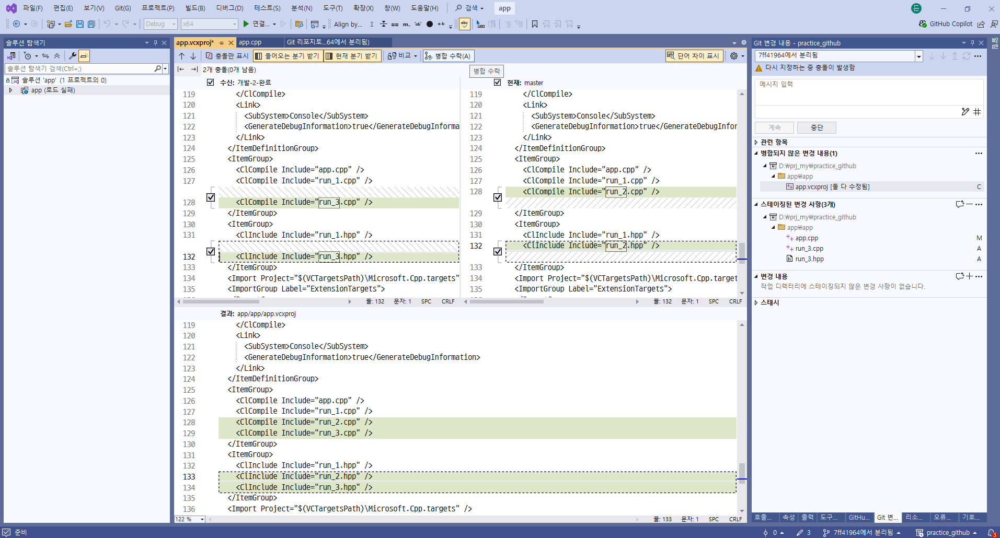 파일(F) 편집(E) 보기(V) Git(G) 프로젝트(P) 빌드(B) 디버그(D) 테스트(S) 분석(N) 도구(T) 확장(X) 창(W) 도움말(H) 검색 app
Debug x64 연결... Align by... GitHub Copilot
솔루션 탐색기
솔루션 탐색기 검색(Ctrl+;)
솔루션 'app' (1 프로젝트의 0)
app (로드 실패)
app.vcxproj* app.cpp Git 리포지토...64에서 분리됨)
충돌만 표시 들어오는 분기 받기 현재 분기 받기 비교 병합 수락(A) 단어 차이 표시
2개 충돌(0개 남음)
병합 수락
수신: 개발-2-완료
119 </ClCompile>
120 <Link>
121 <SubSystem>Console</SubSystem>
122 <GenerateDebugInformation>true</GenerateDebugInforma
123 </Link>
124 </ItemDefinitionGroup>
125 <ItemGroup>
126 <ClCompile Include="app.cpp" />
127 <ClCompile Include="run_1.cpp" />
128 <ClCompile Include="run_3.cpp" />
129 </ItemGroup>
130 <ItemGroup>
131 <ClInclude Include="run_1.hpp" />
132 <ClInclude Include="run_3.hpp" />
133 </ItemGroup>
134 <Import Project="$(VCTargetsPath)\Microsoft.Cpp.targets"
135 <ImportGroup Label="ExtensionTargets">
줄: 132 문자: 1 SPC CRLF
현재: master
119 </ClCompile>
120 <Link>
121 <SubSystem>Console</SubSystem>
122 <GenerateDebugInformation>true</GenerateDebugInfor
123 </Link>
124 </ItemDefinitionGroup>
125 <ItemGroup>
126 <ClCompile Include="app.cpp" />
127 <ClCompile Include="run_1.cpp" />
128 <ClCompile Include="run_2.cpp" />
129 </ItemGroup>
130 <ItemGroup>
131 <ClInclude Include="run_1.hpp" />
132 <ClInclude Include="run_2.hpp" />
133 </ItemGroup>
134 <Import Project="$(VCTargetsPath)\Microsoft.Cpp.target
135 <ImportGroup Label="ExtensionTargets">
줄: 132 문자: 1 SPC CRLF
결과: app/app/app.vcxproj
119 </ClCompile>
120 <Link>
121 <SubSystem>Console</SubSystem>
122 <GenerateDebugInformation>true</GenerateDebugInformation>
123 </Link>
124 </ItemDefinitionGroup>
125 <ItemGroup>
126 <ClCompile Include="app.cpp" />
127 <ClCompile Include="run_1.cpp" />
128 <ClCompile Include="run_2.cpp" />
129 <ClCompile Include="run_3.cpp" />
130 </ItemGroup>
131 <ItemGroup>
132 <ClInclude Include="run_1.hpp" />
133 <ClInclude Include="run_2.hpp" />
134 <ClInclude Include="run_3.hpp" />
135 </ItemGroup>
136 <Import Project="$(VCTargetsPath)\Microsoft.Cpp.targets" />
122 % 줄: 133 문자: 1 SPC CRLF
Git 변경 내용 - practice_github
7ff41964에서 분리됨
다시 지정하는 중 충돌이 발생함
메시지 입력
계속 중단
관련 항목
병합되지 않은 변경 내용(1)
D:₩prj_my₩practice_github
app₩app
app.vcxproj [둘 다 수정됨] C
스테이징된 변경 사항(3개)
D:₩prj_my₩practice_github
app₩app
app.cpp M
run_3.cpp A
run_3.hpp A
변경 내용
작업 디렉터리에 스테이징되지 않은 변경 사항이 없습니다.
스태시
호출... 속성 출력 도구... GitHu... Git 변... 리소... 오류... 기호...
알림
준비 0 3 7ff41964에서 분리됨 practice_github 3